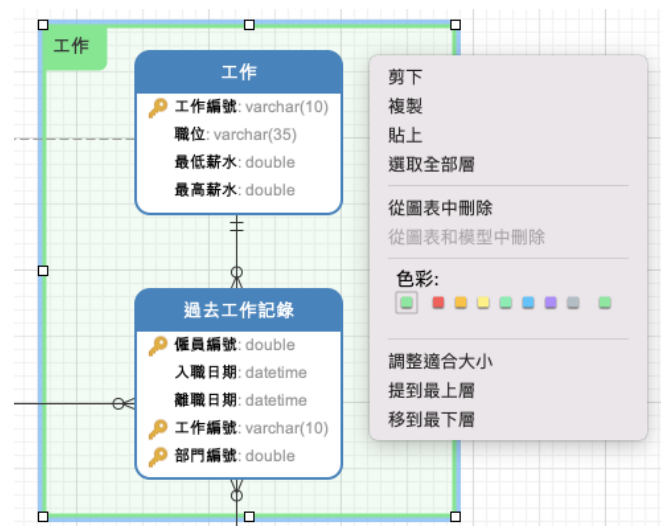 工作
工作
工作編號: varchar(10)
職位: varchar(35)
最低薪水: double
最高薪水: double
過去工作記錄
僱員編號: double
入職日期: datetime
離職日期: datetime
工作編號: varchar(10)
部門編號: double
剪下
複製
貼上
選取全部層
從圖表中刪除
從圖表和模型中刪除
色彩:
調整適合大小
提到最上層
移到最下層